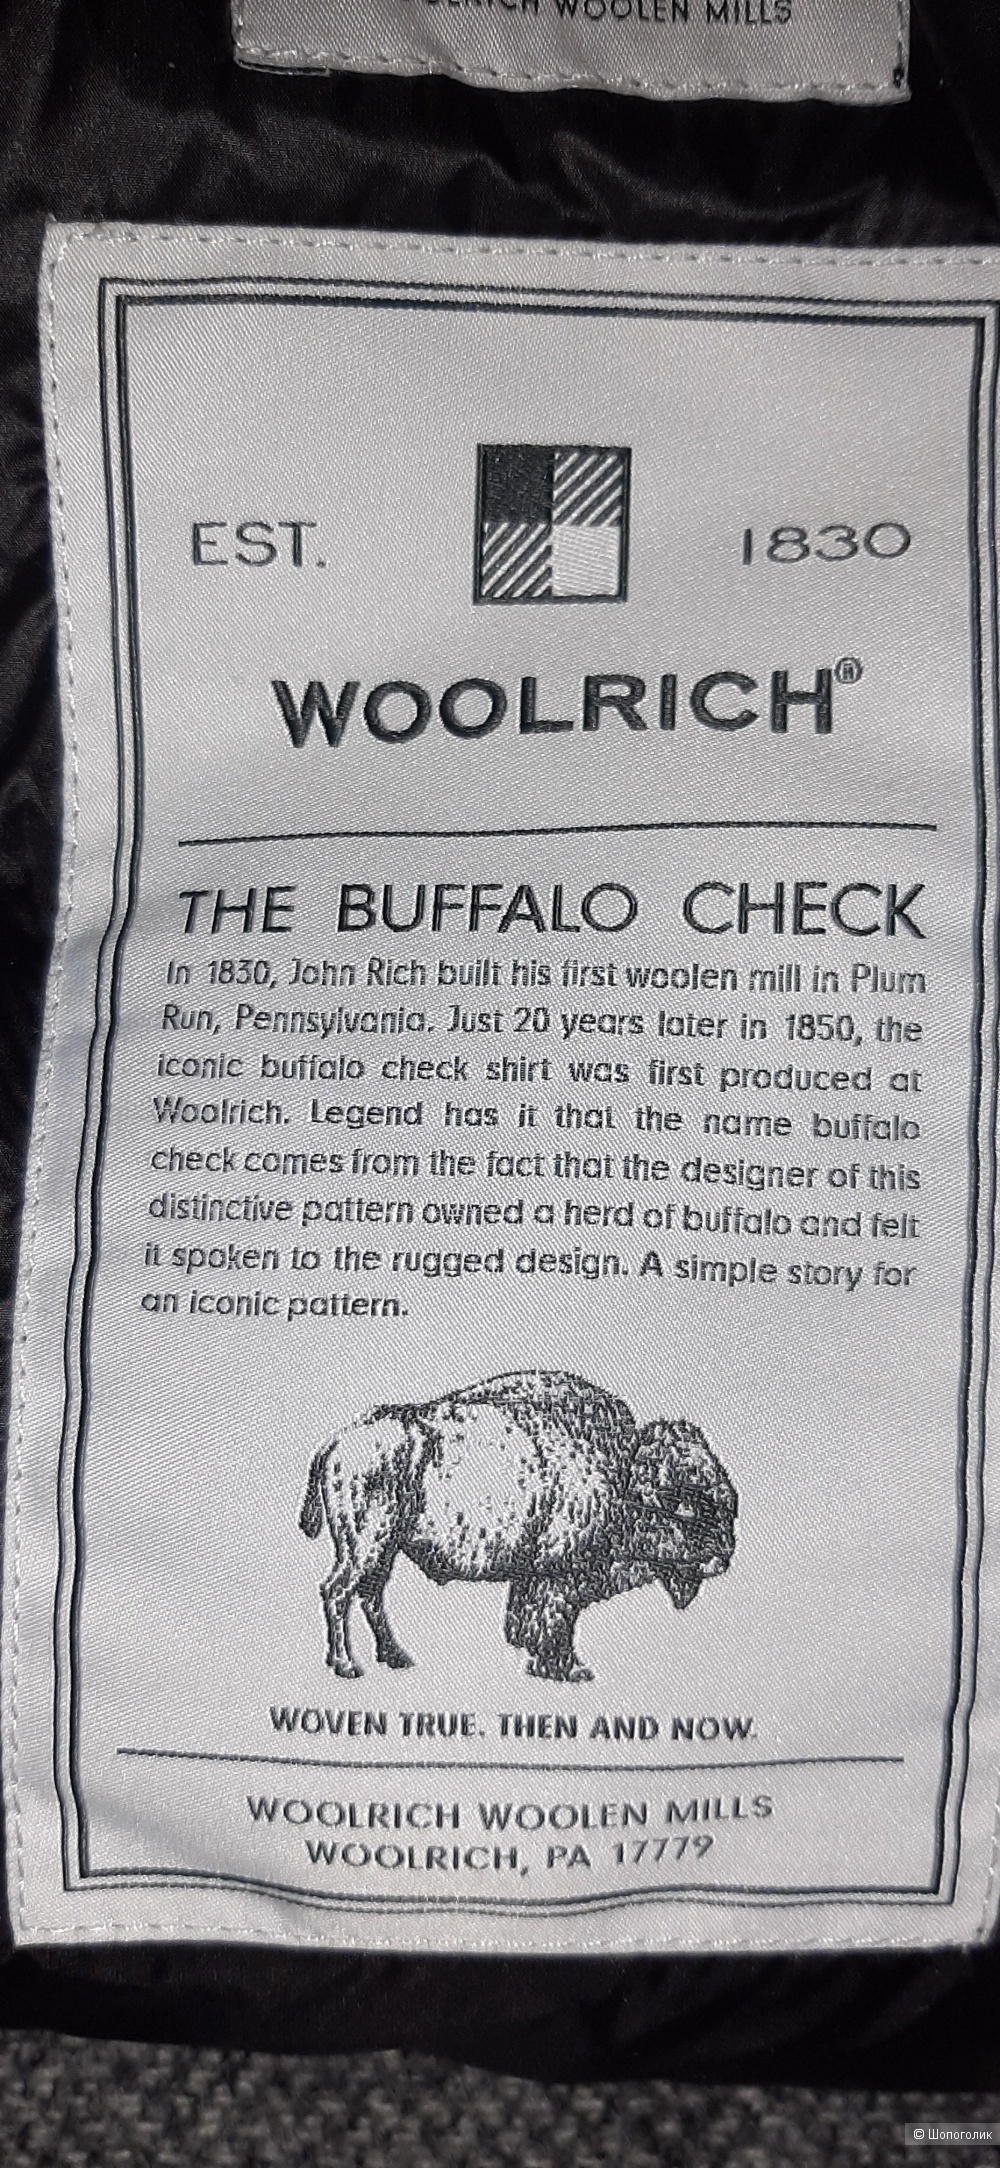 WOOLEN MILLS
EST. 1830
WOOLRICH®
THE BUFFALO CHECK
In 1830, John Rich built his first woolen mill in Plum
Run, Pennsylvania. Just 20 years later in 1850, the
iconic buffalo check shirt was first produced at
Woolrich. Legend has it that the name buffalo
check comes from the fact that the designer of this
distinctive pattern owned a herd of buffalo and felt
it spoken to the rugged design. A simple story for
an iconic pattern.
WOVEN TRUE. THEN AND NOW.
WOOLRICH WOOLEN MILLS
WOOLRICH, PA 17779
© Шопоголик